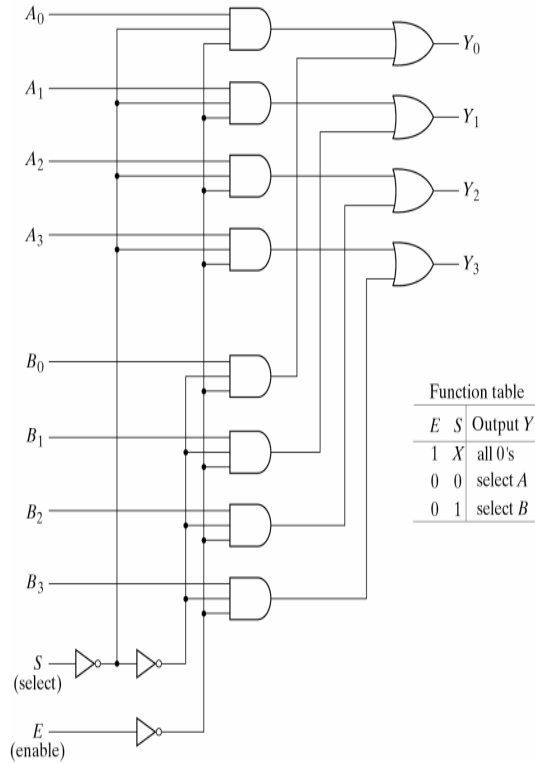 A0
Y0
A1
Y1
A2
Y2
A3
Y3
B0
B1
B2
B3
S
(select)
E
(enable)
Function table
E S Output Y
1 X all 0's
0 0 select A
0 1 select B